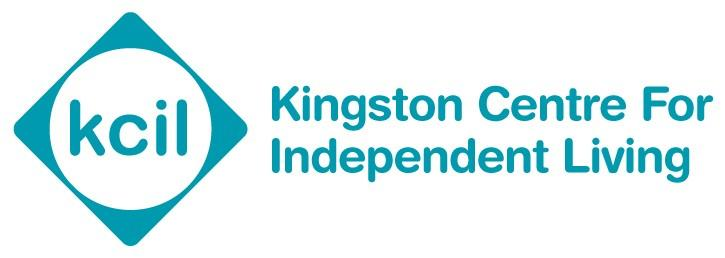 kcil
Kingston Centre For
Independent Living